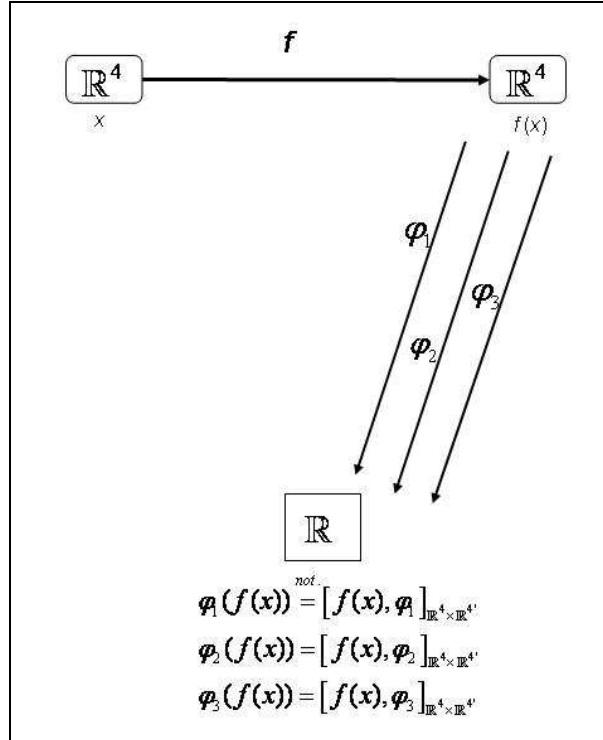 f
ℝ⁴ ℝ⁴
x f(x)
φ₁
φ₃
φ₂
ℝ
not.
φ₁(f(x)) = [f(x), φ₁]ℝ⁴×ℝ⁴'
φ₂(f(x)) = [f(x), φ₂]ℝ⁴×ℝ⁴'
φ₃(f(x)) = [f(x), φ₃]ℝ⁴×ℝ⁴'